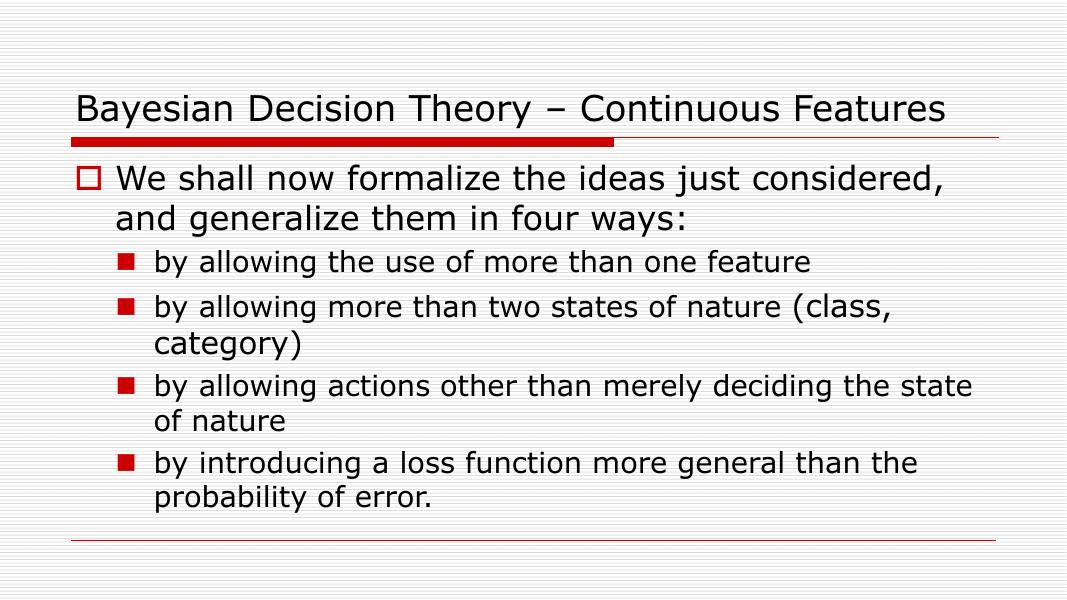 Bayesian Decision Theory – Continuous Features
We shall now formalize the ideas just considered,
and generalize them in four ways:
by allowing the use of more than one feature
by allowing more than two states of nature (class,
category)
by allowing actions other than merely deciding the state
of nature
by introducing a loss function more general than the
probability of error.